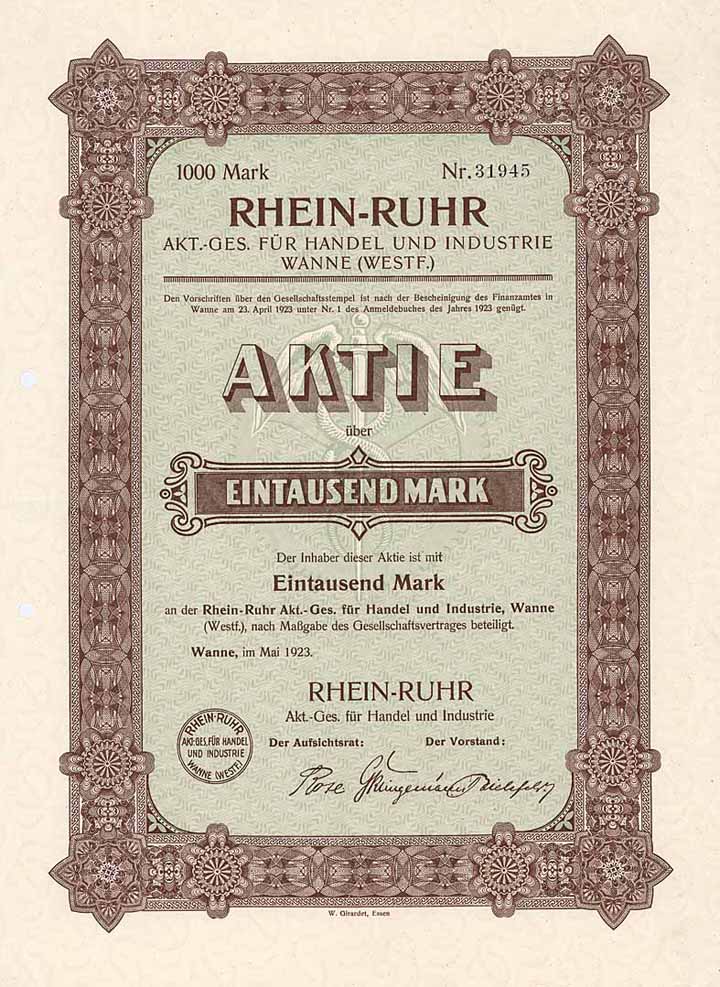 1000 Mark Nr. 31945
RHEIN-RUHR
AKT.-GES. FÜR HANDEL UND INDUSTRIE
WANNE (WESTF.)
Den Vorschriften über den Gesellschaftsstempel ist nach der Bescheinigung des Finanzamtes in
Wanne am 23. April 1923 unter Nr. 1 des Anmeldebuches des Jahres 1923 genügt.
AKTIE
über
EINTAUSEND MARK
Der Inhaber dieser Aktie ist mit
Eintausend Mark
an der Rhein-Ruhr Akt.-Ges. für Handel und Industrie, Wanne
(Westf.), nach Maßgabe des Gesellschaftsvertrages beteiligt.
Wanne, im Mai 1923.
RHEIN-RUHR
Akt.-Ges. für Handel und Industrie
Der Aufsichtsrat: Der Vorstand:
RHEIN-RUHR
AKT.-GES. FÜR HANDEL
UND INDUSTRIE
WANNE (WESTF.)
Rose
W. Girardet, Essen